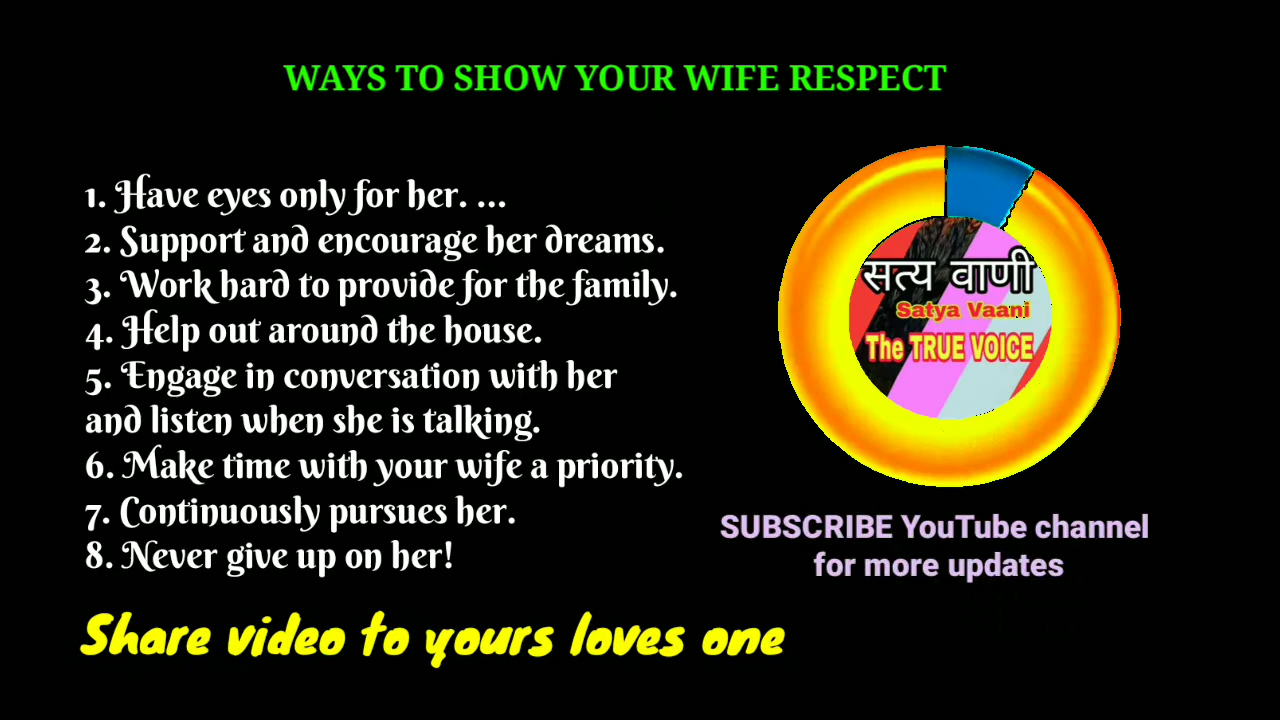 WAYS TO SHOW YOUR WIFE RESPECT
1. Have eyes only for her. ...
2. Support and encourage her dreams.
3. Work hard to provide for the family.
4. Help out around the house.
5. Engage in conversation with her
and listen when she is talking.
6. Make time with your wife a priority.
7. Continuously pursues her.
8. Never give up on her!
सत्य वाणी
Satya Vaani
The TRUE VOICE
SUBSCRIBE YouTube channel
for more updates
Share video to yours loves one